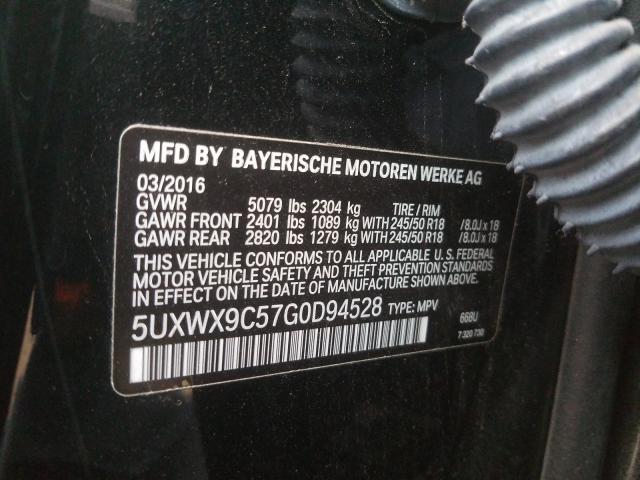 MFD BY BAYERISCHE MOTOREN WERKE AG
03/2016
GVWR 5079 lbs 2304 kg TIRE / RIM
GAWR FRONT 2401 lbs 1089 kg WITH 245/50 R18 /8.0J x 18
GAWR REAR 2820 lbs 1279 kg WITH 245/50 R18 /8.0J x 18
THIS VEHICLE CONFORMS TO ALL APPLICABLE U. S. FEDERAL
MOTOR VEHICLE SAFETY AND THEFT PREVENTION STANDARDS
IN EFFECT ON THE DATE OF MANUFACTURE SHOWN ABOVE.
5UXWX9C57G0D94528 TYPE: MPV 668U
7 320 730